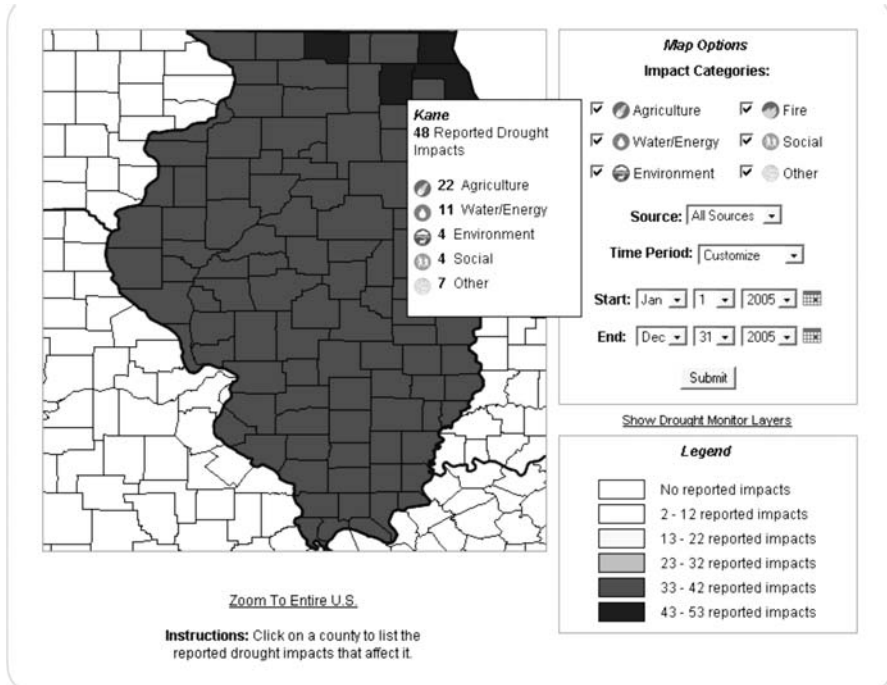 Kane
48 Reported Drought
Impacts
22 Agriculture
11 Water/Energy
4 Environment
4 Social
7 Other
Zoom To Entire U.S.
Instructions: Click on a county to list the
reported drought impacts that affect it.
Map Options
Impact Categories:
Agriculture Fire
Water/Energy Social
Environment Other
Source: All Sources
Time Period: Customize
Start: Jan 1 2005
End: Dec 31 2005
Submit
Show Drought Monitor Layers
Legend
No reported impacts
2 - 12 reported impacts
13 - 22 reported impacts
23 - 32 reported impacts
33 - 42 reported impacts
43 - 53 reported impacts